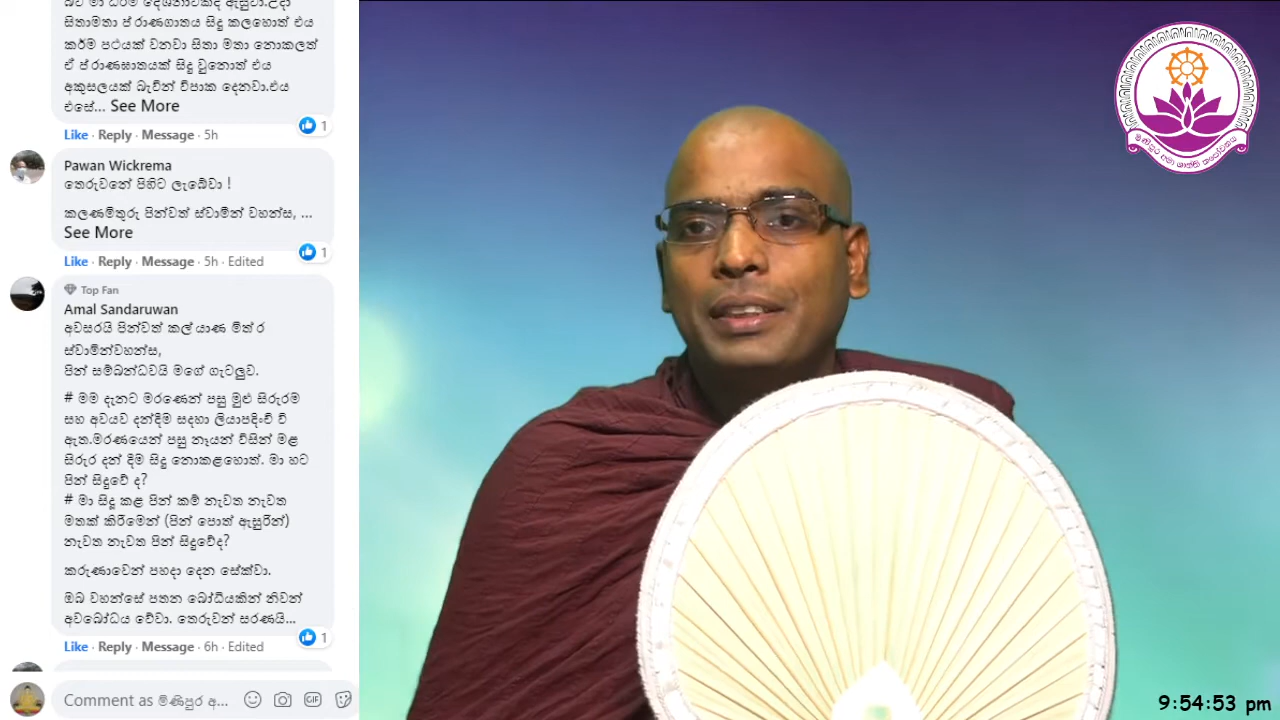 බව මා ධර්ම දේශනාවකදී ඇසුවා.උදා
සිතාමතා ප් රාණඝාතය සිදු කලහොත් එය
කර්ම පථයක් වනවා සිතා මතා නොකලත්
ඒ ප් රාණඝාතයක් සිදු වුනොත් එය
අකුසලයක් බැවින් විපාක දෙනවා.එය
එසේ... See More
Like · Reply · Message · 5h
1
Pawan Wickrema
තෙරුවනේ පිහිට ලැබේවා !
කලණමිතුරු පින්වත් ස්වාමීන් වහන්ස, ...
See More
Like · Reply · Message · 5h · Edited
1
Top Fan
Amal Sandaruwan
අවසරයි පින්වත් කල් යාණ මිත් ර
ස්වාමින්වහන්ස,
පින් සම්බන්ධවයි මගේ ගැටලුව.
# මම දැනට මරණෙන් පසු මුළු සිරුරම
සහ අවයව දන්දීම සදහා ලියාපදිංචි වි
ඇත.මරණයෙන් පසු නෑයන් විසින් මළ
සිරුර දන් දීම සිදු නොකළහොත්. මා හට
පින් සිදුවේ ද?
# මා සිදු කළ පින් කම් නැවත නැවත
මතක් කිරීමෙන් (පින් පොත් ඇසුරින්)
නැවත නැවත පින් සිදුවේද?
කරුණාවෙන් පහදා දෙන සේක්වා.
ඔබ වහන්සේ පතන බෝධියකින් නිවන්
අවබෝධය වේවා. තෙරුවන් සරණයි...
Like · Reply · Message · 6h · Edited
1
Comment as මිණිපුර අ...
GIF
9:54:53 pm